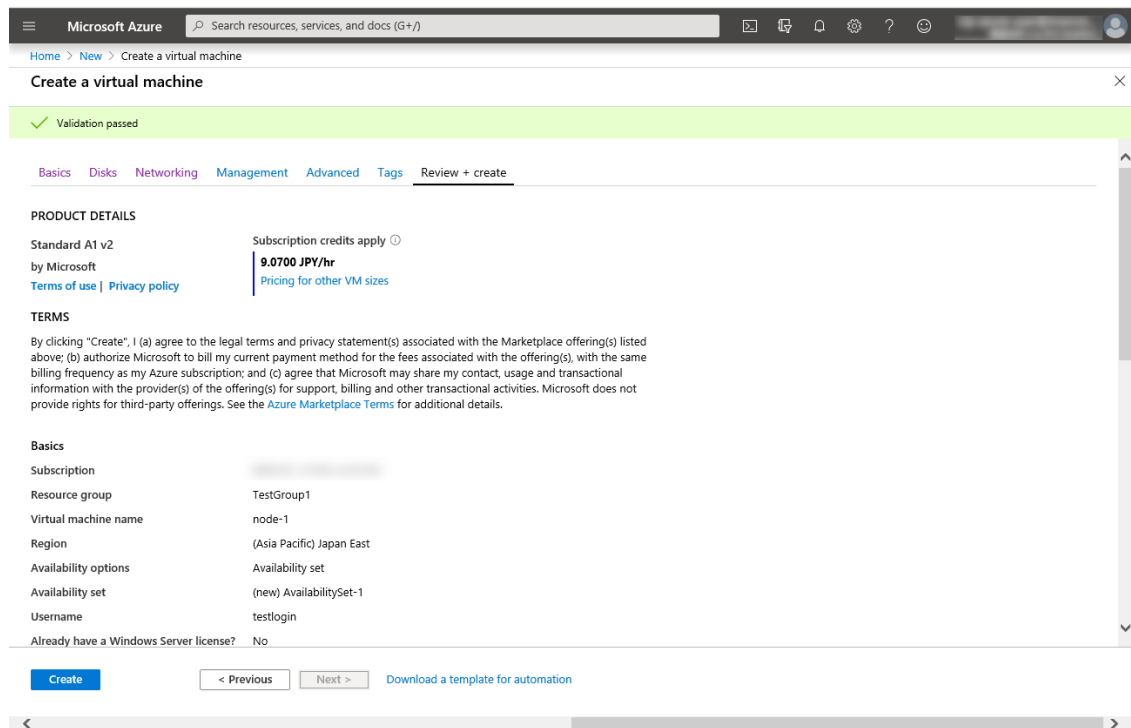 Microsoft Azure
Search resources, services, and docs (G+/)
Home > New > Create a virtual machine
Create a virtual machine
Validation passed
Basics Disks Networking Management Advanced Tags Review + create
PRODUCT DETAILS
Standard A1 v2
by Microsoft
Terms of use | Privacy policy
Subscription credits apply
9.0700 JPY/hr
Pricing for other VM sizes
TERMS
By clicking "Create", I (a) agree to the legal terms and privacy statement(s) associated with the Marketplace offering(s) listed
above; (b) authorize Microsoft to bill my current payment method for the fees associated with the offering(s), with the same
billing frequency as my Azure subscription; and (c) agree that Microsoft may share my contact, usage and transactional
information with the provider(s) of the offering(s) for support, billing and other transactional activities. Microsoft does not
provide rights for third-party offerings. See the Azure Marketplace Terms for additional details.
Basics
Subscription
Resource group TestGroup1
Virtual machine name node-1
Region (Asia Pacific) Japan East
Availability options Availability set
Availability set (new) AvailabilitySet-1
Username testlogin
Already have a Windows Server license? No
Create < Previous Next > Download a template for automation